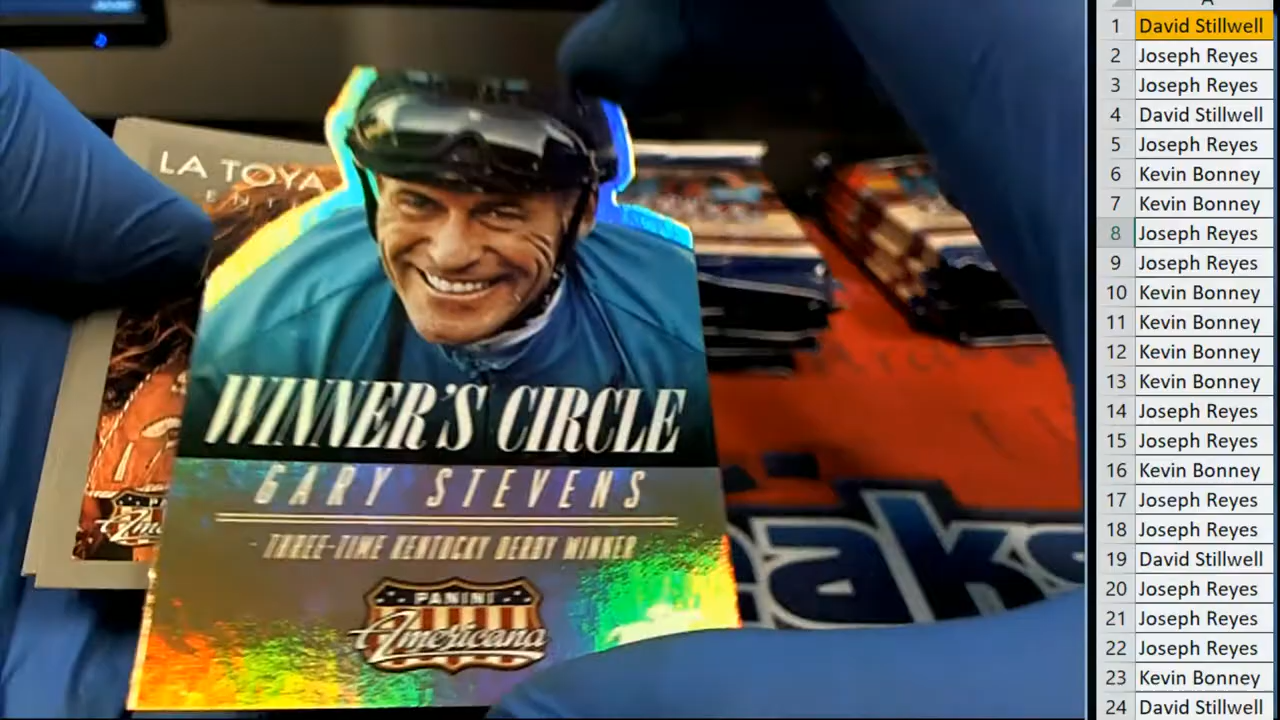 LA TOYA
ENT
WINNER'S CIRCLE
GARY STEVENS
THREE-TIME KENTUCKY DERBY WINNER
PANINI
Americana
eaks
A
1 David Stillwell
2 Joseph Reyes
3 Joseph Reyes
4 David Stillwell
5 Joseph Reyes
6 Kevin Bonney
7 Kevin Bonney
8 Joseph Reyes
9 Joseph Reyes
10 Kevin Bonney
11 Kevin Bonney
12 Kevin Bonney
13 Kevin Bonney
14 Joseph Reyes
15 Joseph Reyes
16 Kevin Bonney
17 Joseph Reyes
18 Joseph Reyes
19 David Stillwell
20 Joseph Reyes
21 Joseph Reyes
22 Joseph Reyes
23 Kevin Bonney
24 David Stillwell